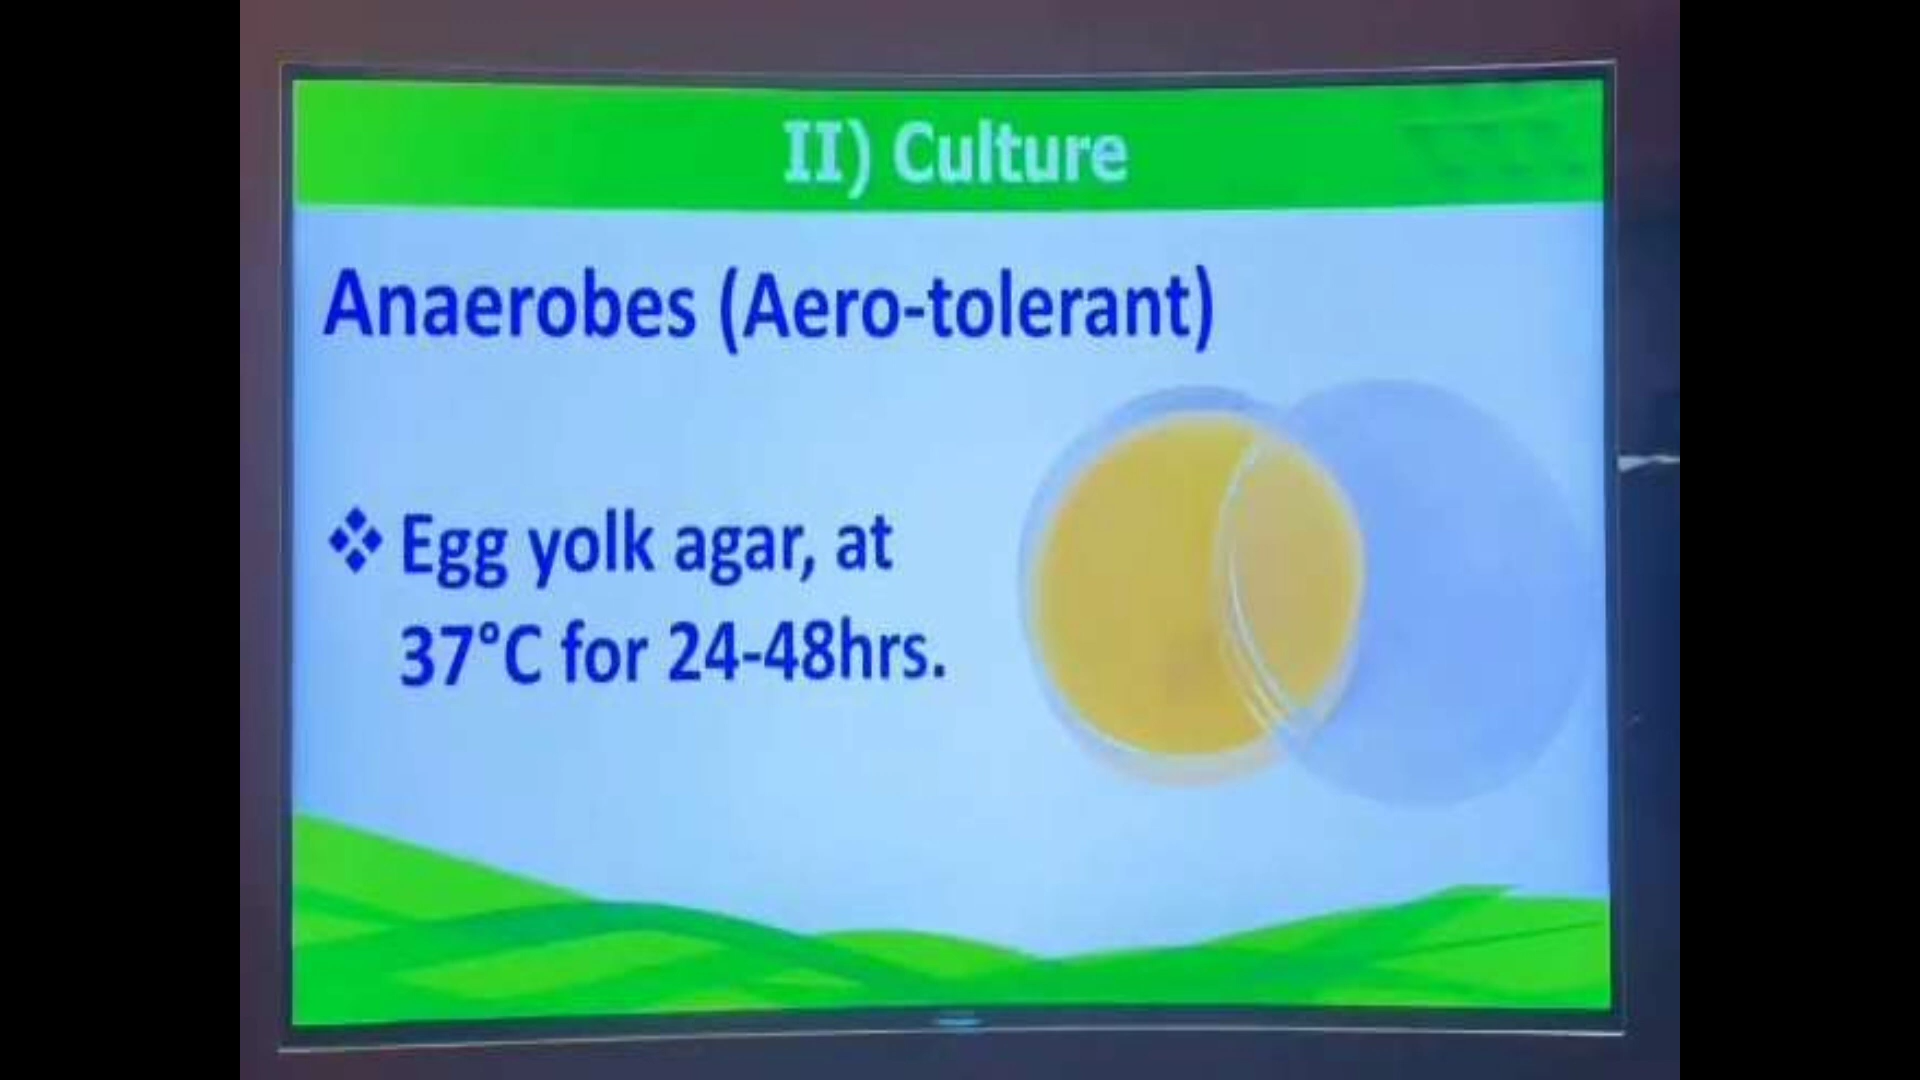 II) Culture
Anaerobes (Aero-tolerant)
❖ Egg yolk agar, at
37°C for 24-48hrs.